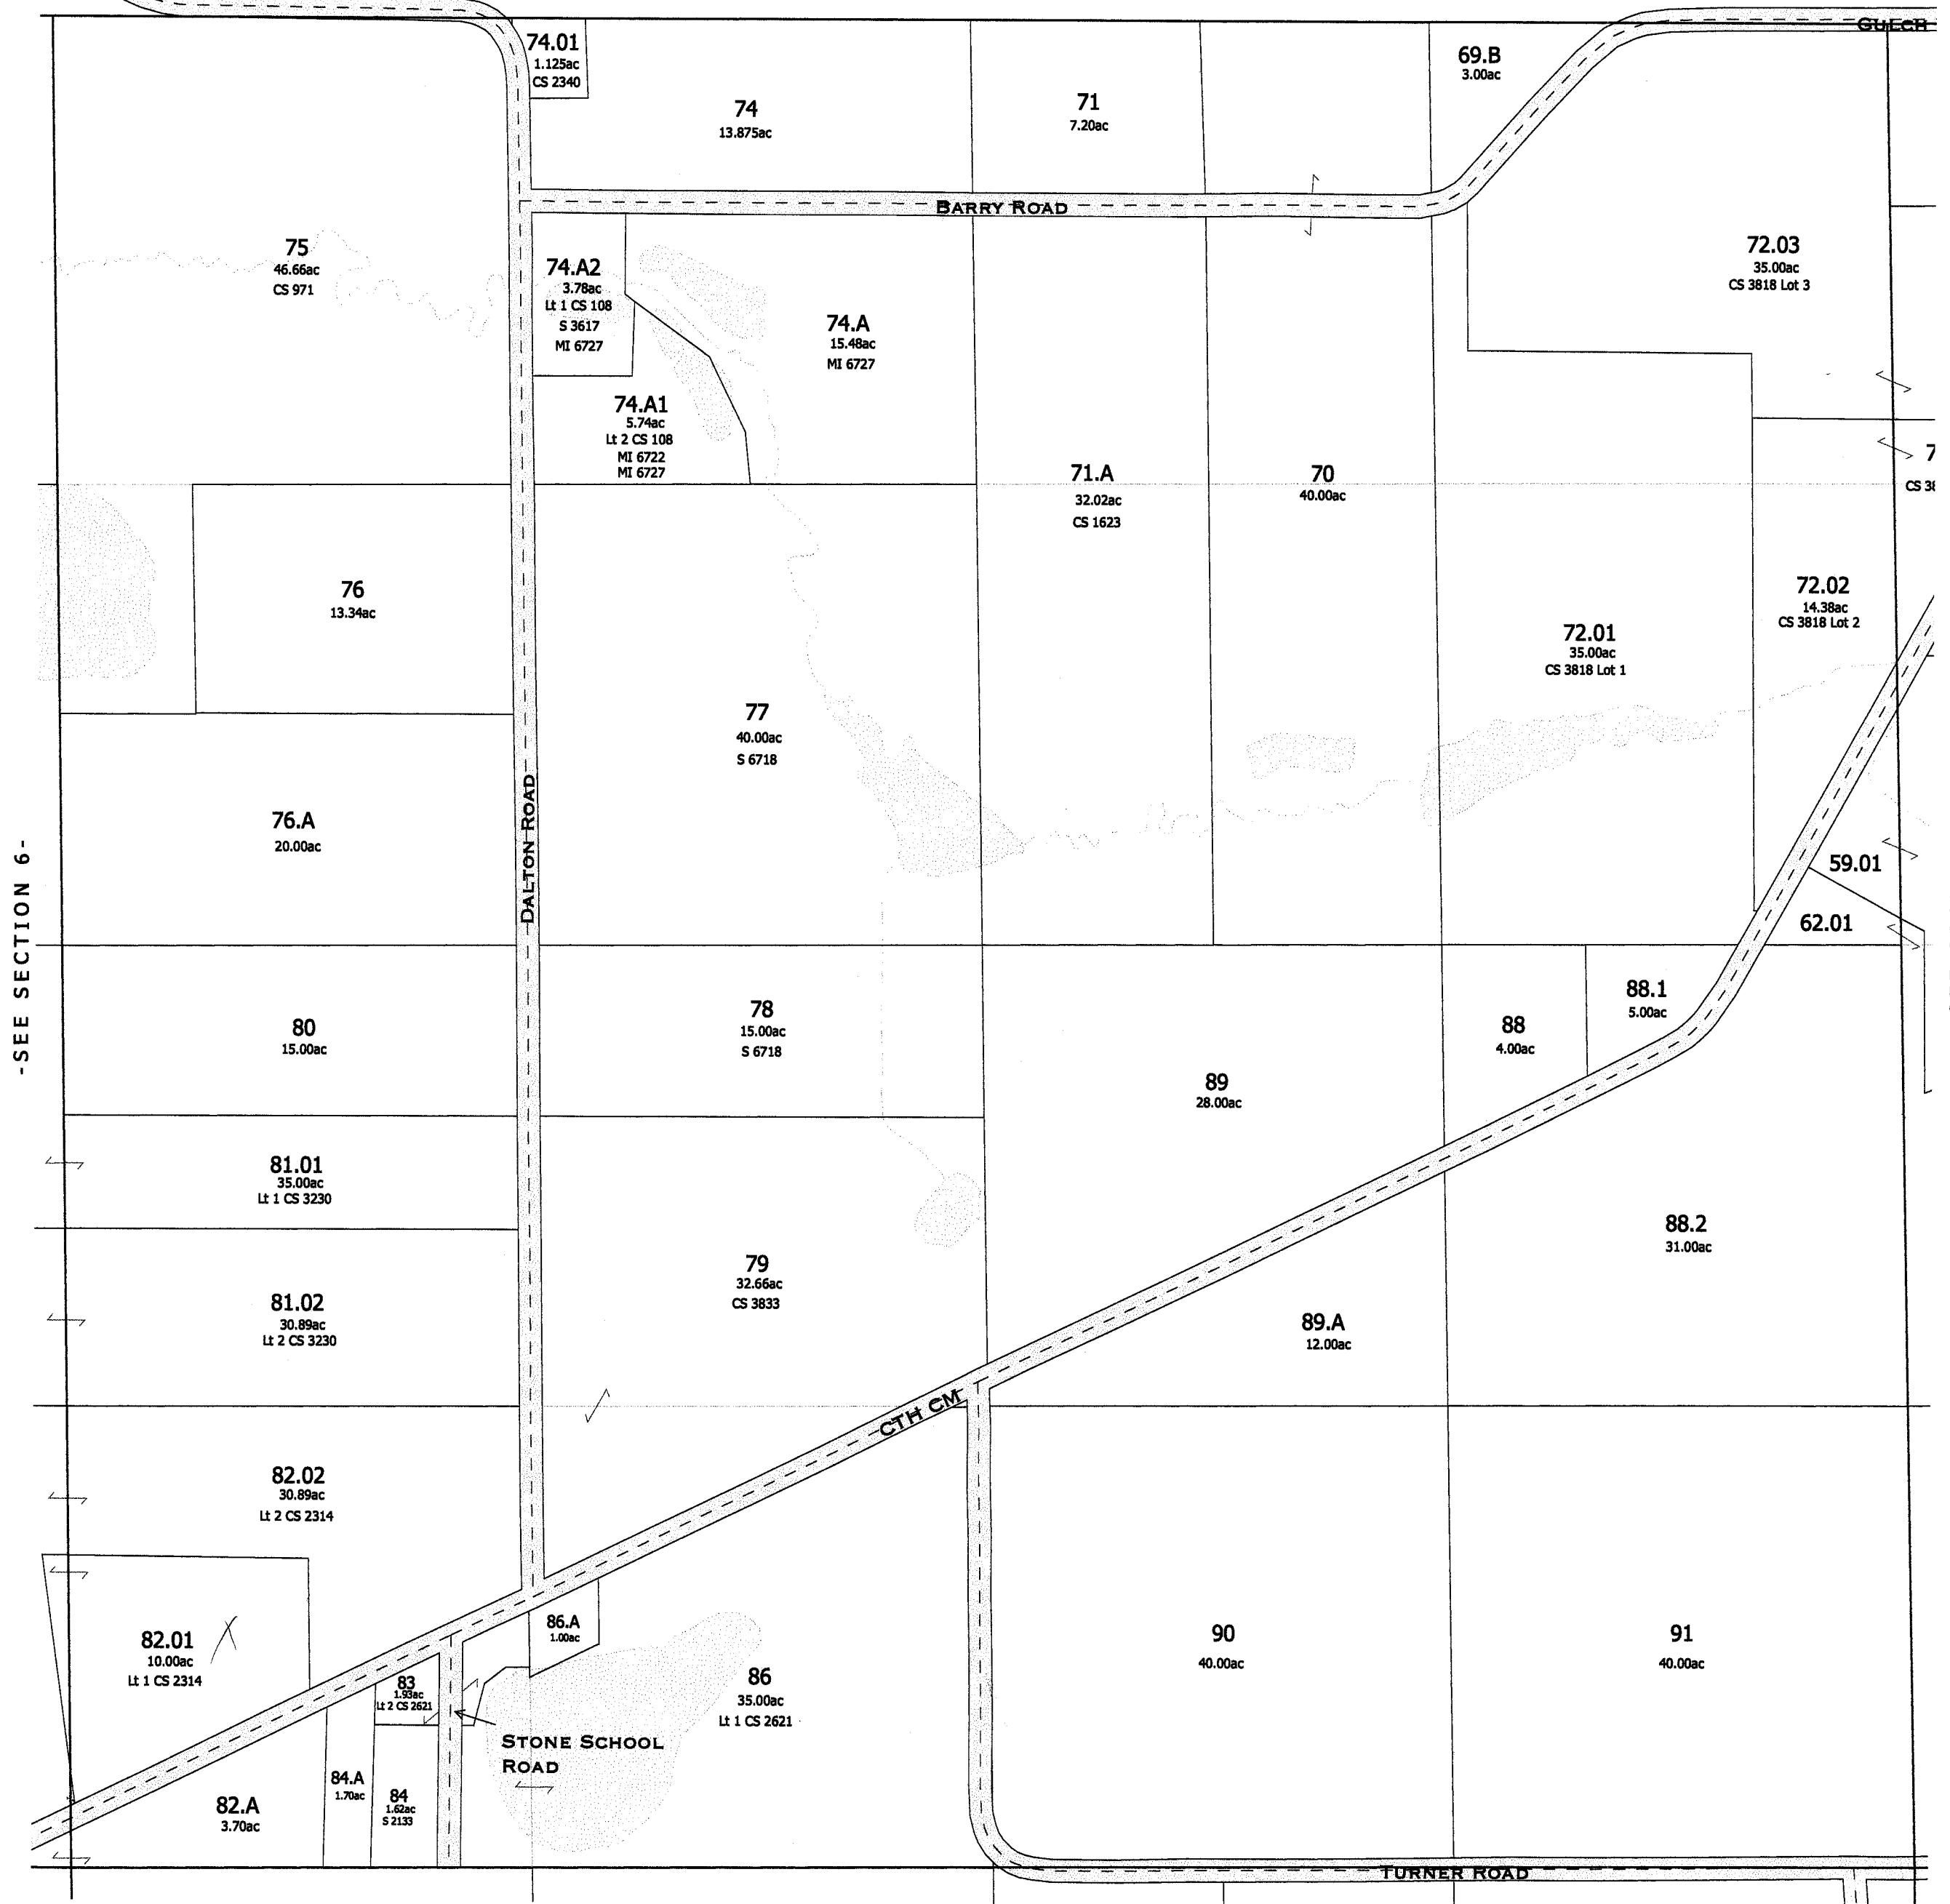 GULCH
74.01
1.125ac
CS 2340
74
13.875ac
71
7.20ac
69.B
3.00ac
BARRY ROAD
75
46.66ac
CS 971
74.A2
3.78ac
Lt 1 CS 108
S 3617
MI 6727
74.A
15.48ac
MI 6727
72.03
35.00ac
CS 3818 Lot 3
74.A1
5.74ac
Lt 2 CS 108
MI 6722
MI 6727
71.A
32.02ac
CS 1623
70
40.00ac
7
CS 38
76
13.34ac
72.02
14.38ac
CS 3818 Lot 2
72.01
35.00ac
CS 3818 Lot 1
77
40.00ac
S 6718
76.A
20.00ac
DALTON ROAD
-SEE SECTION 6-
59.01
62.01
80
15.00ac
78
15.00ac
S 6718
88
4.00ac
88.1
5.00ac
89
28.00ac
81.01
35.00ac
Lt 1 CS 3230
88.2
31.00ac
79
32.66ac
CS 3833
81.02
30.89ac
Lt 2 CS 3230
89.A
12.00ac
CTH CM
82.02
30.89ac
Lt 2 CS 2314
82.01
10.00ac
Lt 1 CS 2314
86.A
1.00ac
90
40.00ac
91
40.00ac
83
1.93ac
Lt 2 CS 2621
86
35.00ac
Lt 1 CS 2621
STONE SCHOOL
ROAD
84.A
1.70ac
84
1.62ac
S 2133
82.A
3.70ac
TURNER ROAD